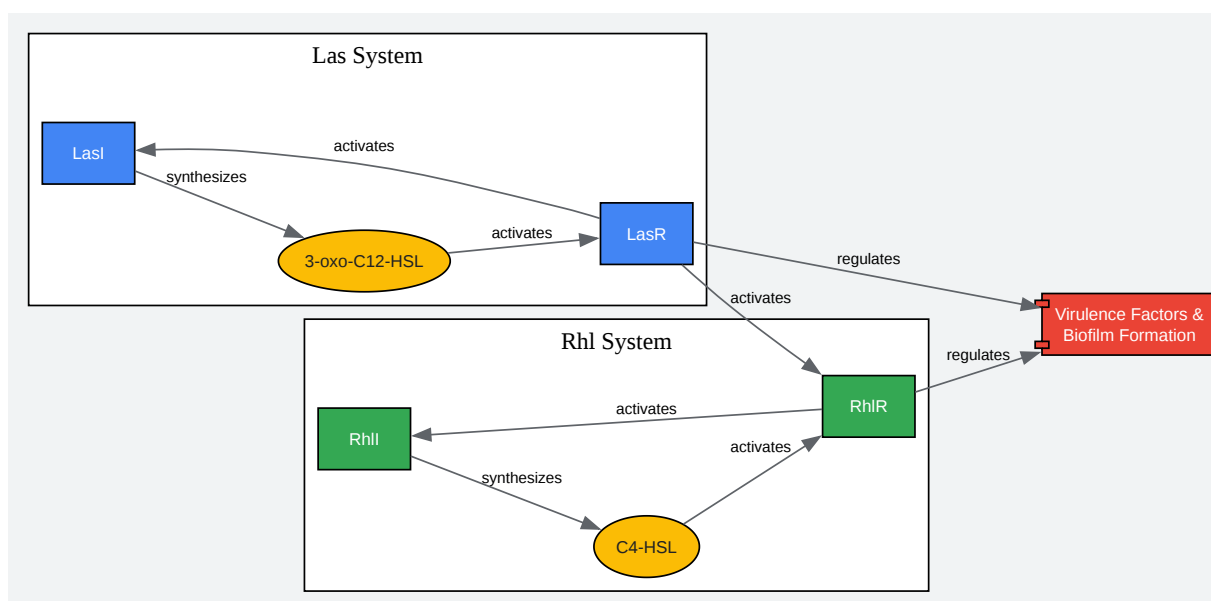 Las System
activates
LasI
synthesizes
activates
LasR
3-oxo-C12-HSL
regulates
activates
Virulence Factors &
Biofilm Formation
Rhl System
regulates
activates
RhlR
RhlI
activates
synthesizes
C4-HSL